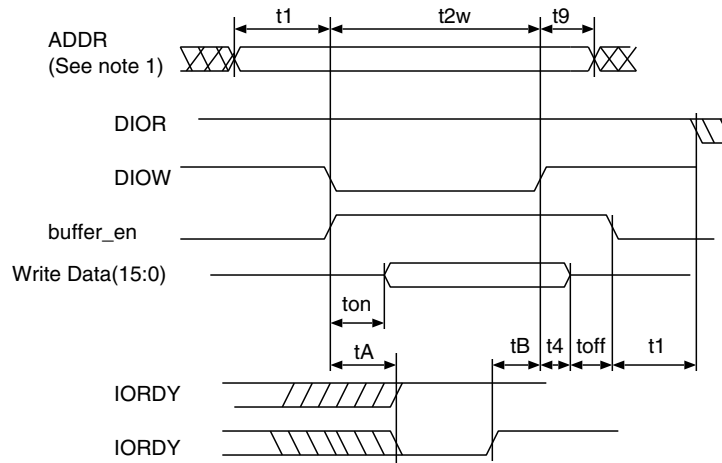 t1 t2w t9
ADDR
(See note 1)
DIOR
DIOW
buffer_en
Write Data(15:0)
ton
tA tB t4 toff t1
IORDY
IORDY